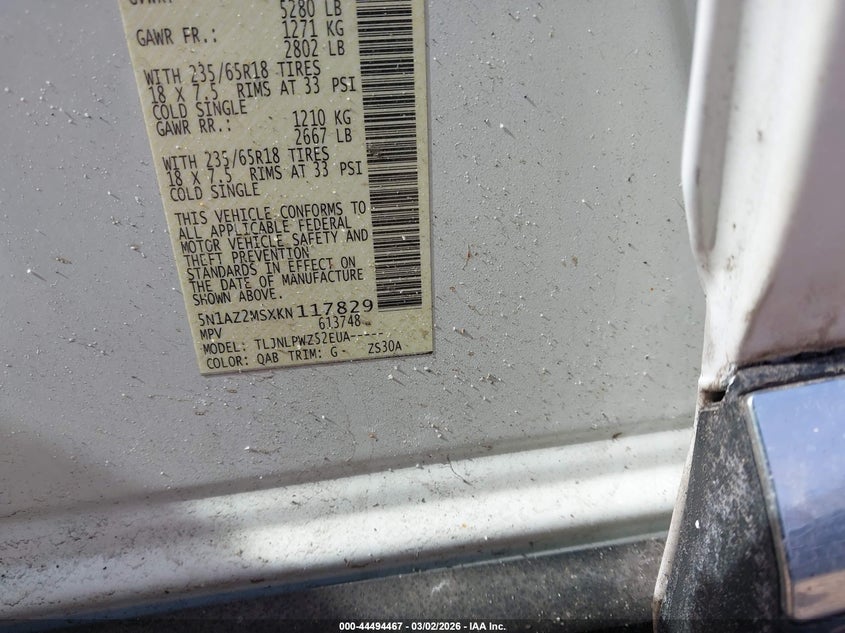 GVWR:
5280 LB
GAWR FR.: 1271 KG
2802 LB
WITH 235/65R18 TIRES
18 X 7.5 RIMS AT 33 PSI
COLD SINGLE
GAWR RR.: 1210 KG
2667 LB
WITH 235/65R18 TIRES
18 X 7.5 RIMS AT 33 PSI
COLD SINGLE
THIS VEHICLE CONFORMS TO
ALL APPLICABLE FEDERAL
MOTOR VEHICLE SAFETY AND
THEFT PREVENTION
STANDARDS IN EFFECT ON
THE DATE OF MANUFACTURE
SHOWN ABOVE.
5N1AZ2MSXKN117829
MPV 613748
MODEL: TLJNLPWZS2EUA-----
COLOR: QAB TRIM: G- ZS30A
000-44494467 - 03/02/2026 - IAA Inc.